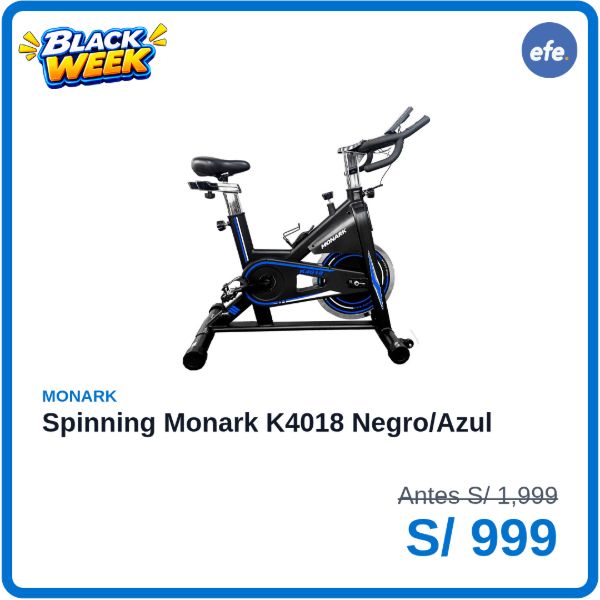 BLACK
WEEK
efe.
MONARK
K4018
MONARK
Spinning Monark K4018 Negro/Azul
Antes S/ 1,999
S/ 999